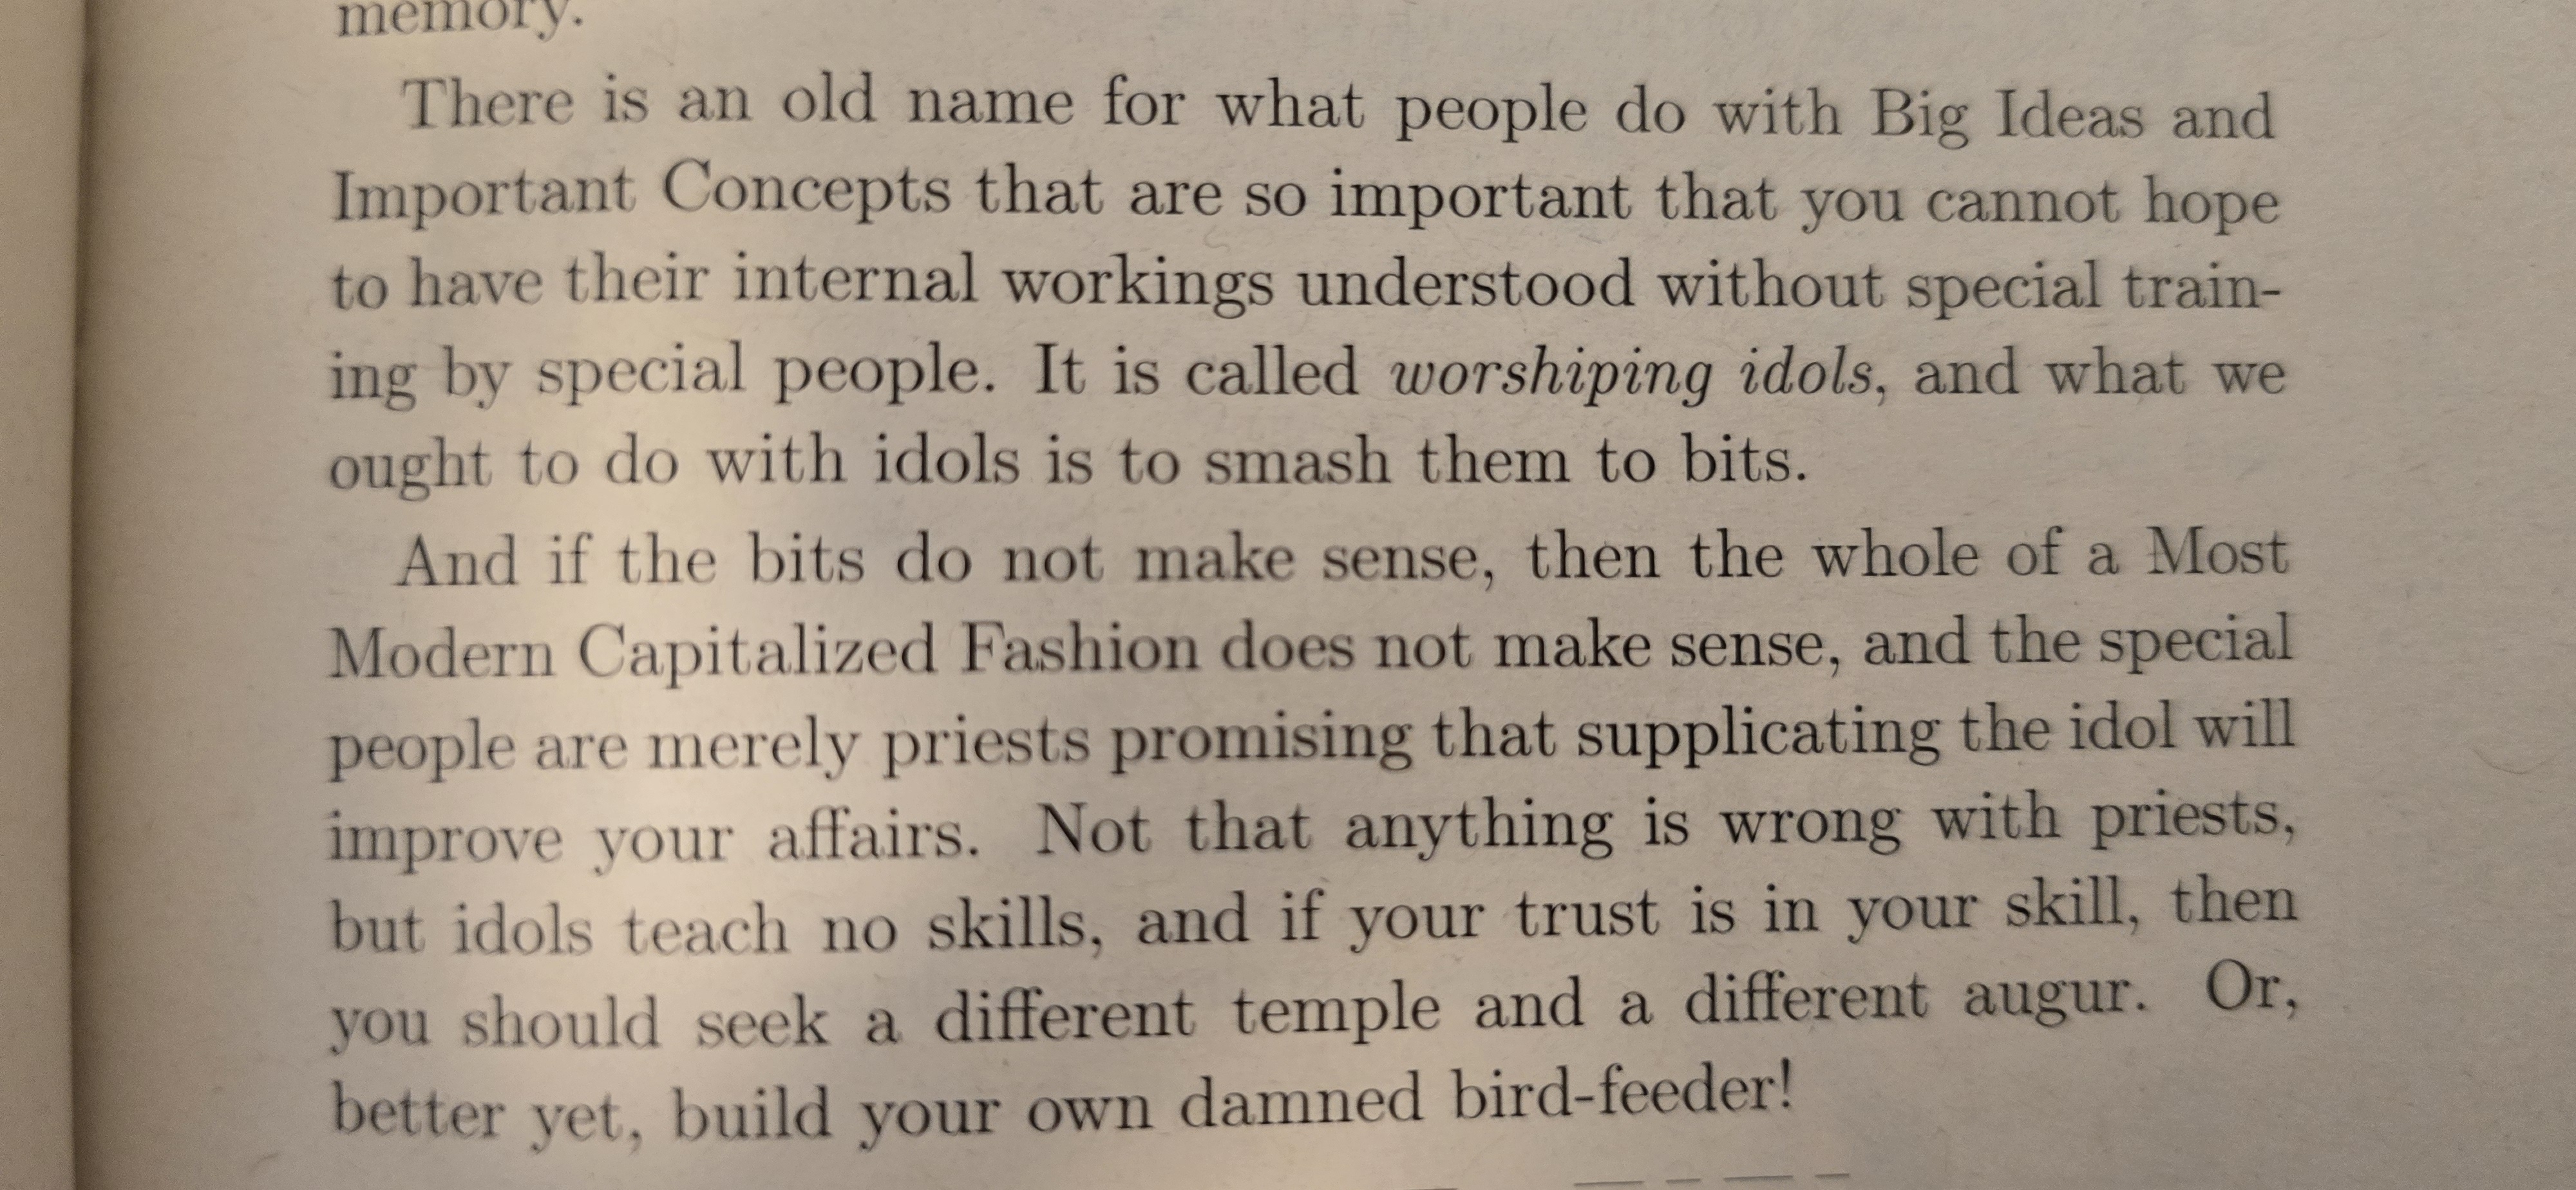 memory.
There is an old name for what people do with Big Ideas and
Important Concepts that are so important that you cannot hope
to have their internal workings understood without special train-
ing by special people. It is called worshiping idols, and what we
ought to do with idols is to smash them to bits.
And if the bits do not make sense, then the whole of a Most
Modern Capitalized Fashion does not make sense, and the special
people are merely priests promising that supplicating the idol will
improve your affairs. Not that anything is wrong with priests,
but idols teach no skills, and if your trust is in your skill, then
you should seek a different temple and a different augur. Or,
better yet, build your own damned bird-feeder!